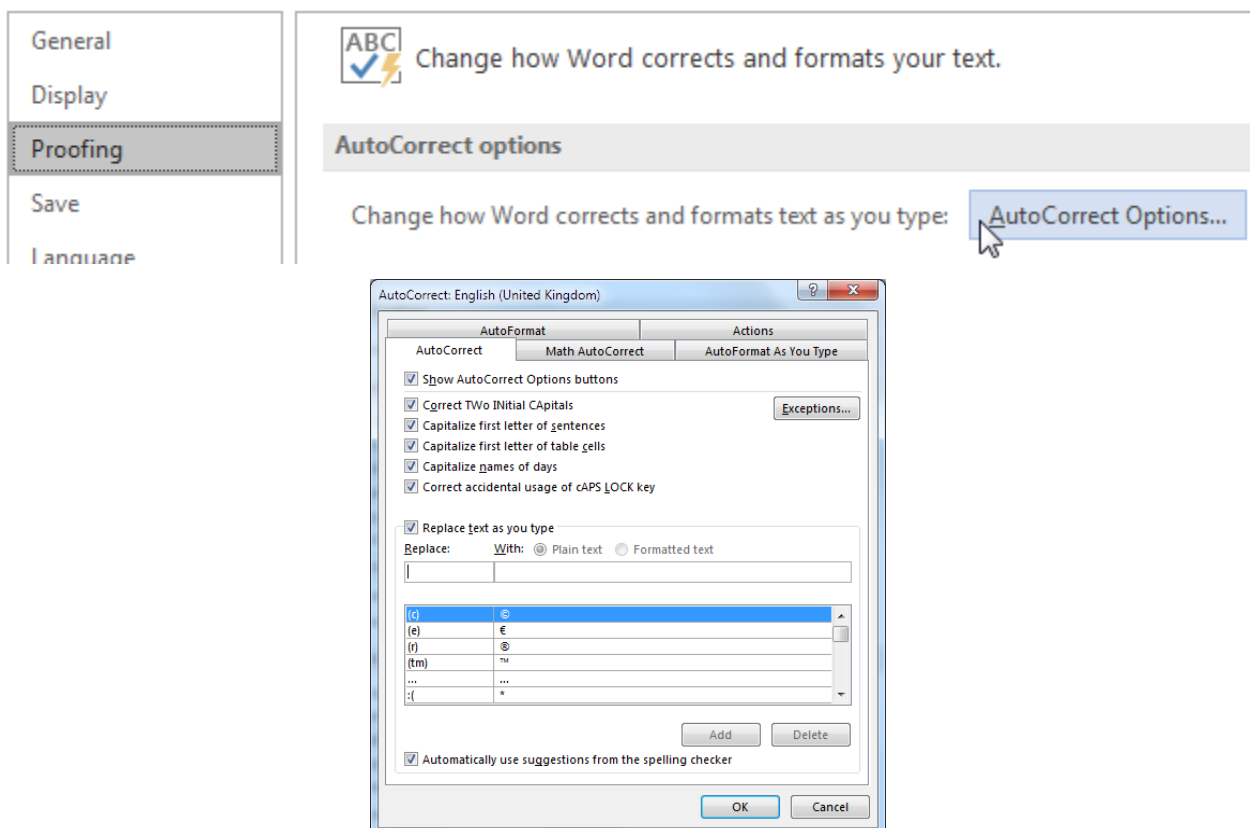 General
Display
Proofing
Save
Language
ABC
Change how Word corrects and formats your text.
AutoCorrect options
Change how Word corrects and formats text as you type:
AutoCorrect Options...
AutoCorrect: English (United Kingdom)
?
AutoFormat Actions
AutoCorrect Math AutoCorrect AutoFormat As You Type
Show AutoCorrect Options buttons
Correct TWo INitial CApitals Exceptions...
Capitalize first letter of sentences
Capitalize first letter of table cells
Capitalize names of days
Correct accidental usage of cAPS LOCK key
Replace text as you type
Replace: With: Plain text Formatted text
(c) ©
(e) €
(r) ®
(tm) ™
... ...
:( *
Add Delete
Automatically use suggestions from the spelling checker
OK Cancel